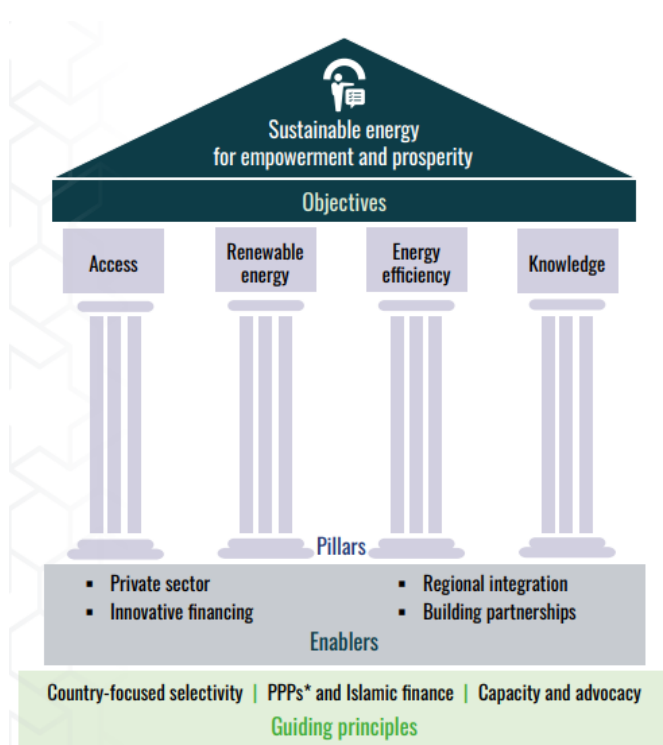 Sustainable energy
for empowerment and prosperity
Objectives
Access
Renewable
energy
Energy
efficiency
Knowledge
Pillars
▪ Private sector
▪ Innovative financing
▪ Regional integration
▪ Building partnerships
Enablers
Country-focused selectivity | PPPs* and Islamic finance | Capacity and advocacy
Guiding principles